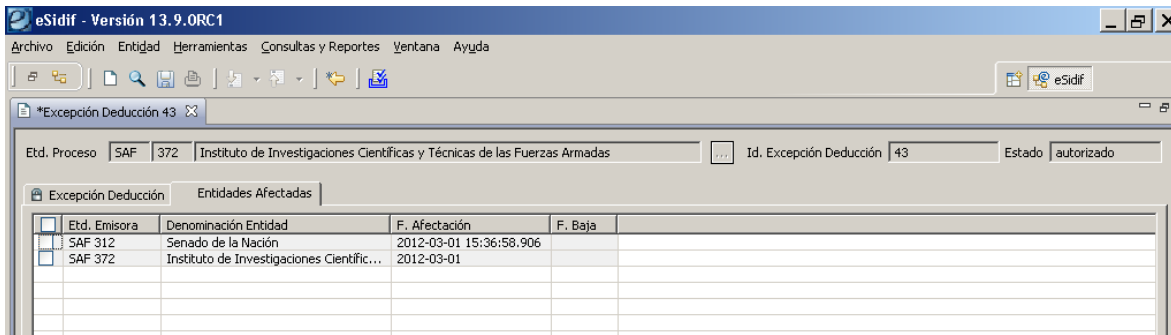 eSidif - Versión 13.9.0RC1
Archivo Edición Entidad Herramientas Consultas y Reportes Ventana Ayuda
eSidif
*Excepción Deducción 43
Etd. Proceso SAF 372 Instituto de Investigaciones Científicas y Técnicas de las Fuerzas Armadas ... Id. Excepción Deducción 43 Estado autorizado
Excepción Deducción Entidades Afectadas
Etd. Emisora Denominación Entidad F. Afectación F. Baja
SAF 312 Senado de la Nación 2012-03-01 15:36:58.906
SAF 372 Instituto de Investigaciones Científic... 2012-03-01